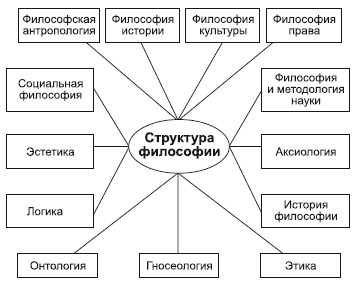 Философская
антропология
Философия
истории
Философия
культуры
Философия
права
Социальная
философия
Философия
и методология
науки
Структура
философии
Эстетика
Аксиология
Логика
История
философии
Онтология
Гносеология
Этика